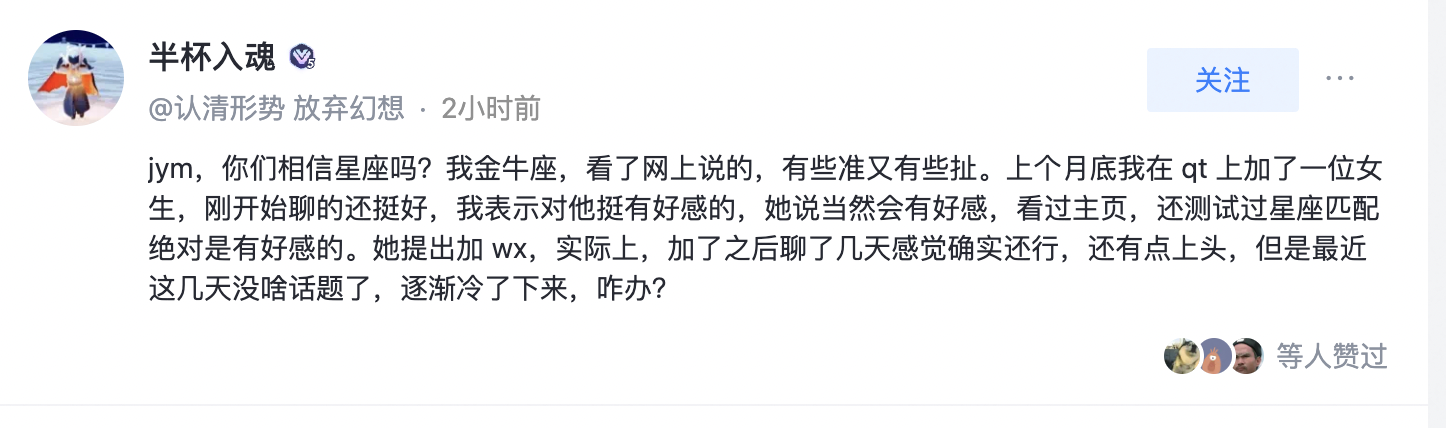 半杯入魂
5
@认清形势 放弃幻想 · 2小时前
关注
jym，你们相信星座吗？我金牛座，看了网上说的，有些准又有些扯。上个月底我在 qt 上加了一位女
生，刚开始聊的还挺好，我表示对他挺有好感的，她说当然会有好感，看过主页，还测试过星座匹配
绝对是有好感的。她提出加 wx，实际上，加了之后聊了几天感觉确实还行，还有点上头，但是最近
这几天没啥话题了，逐渐冷了下来，咋办？
等人赞过